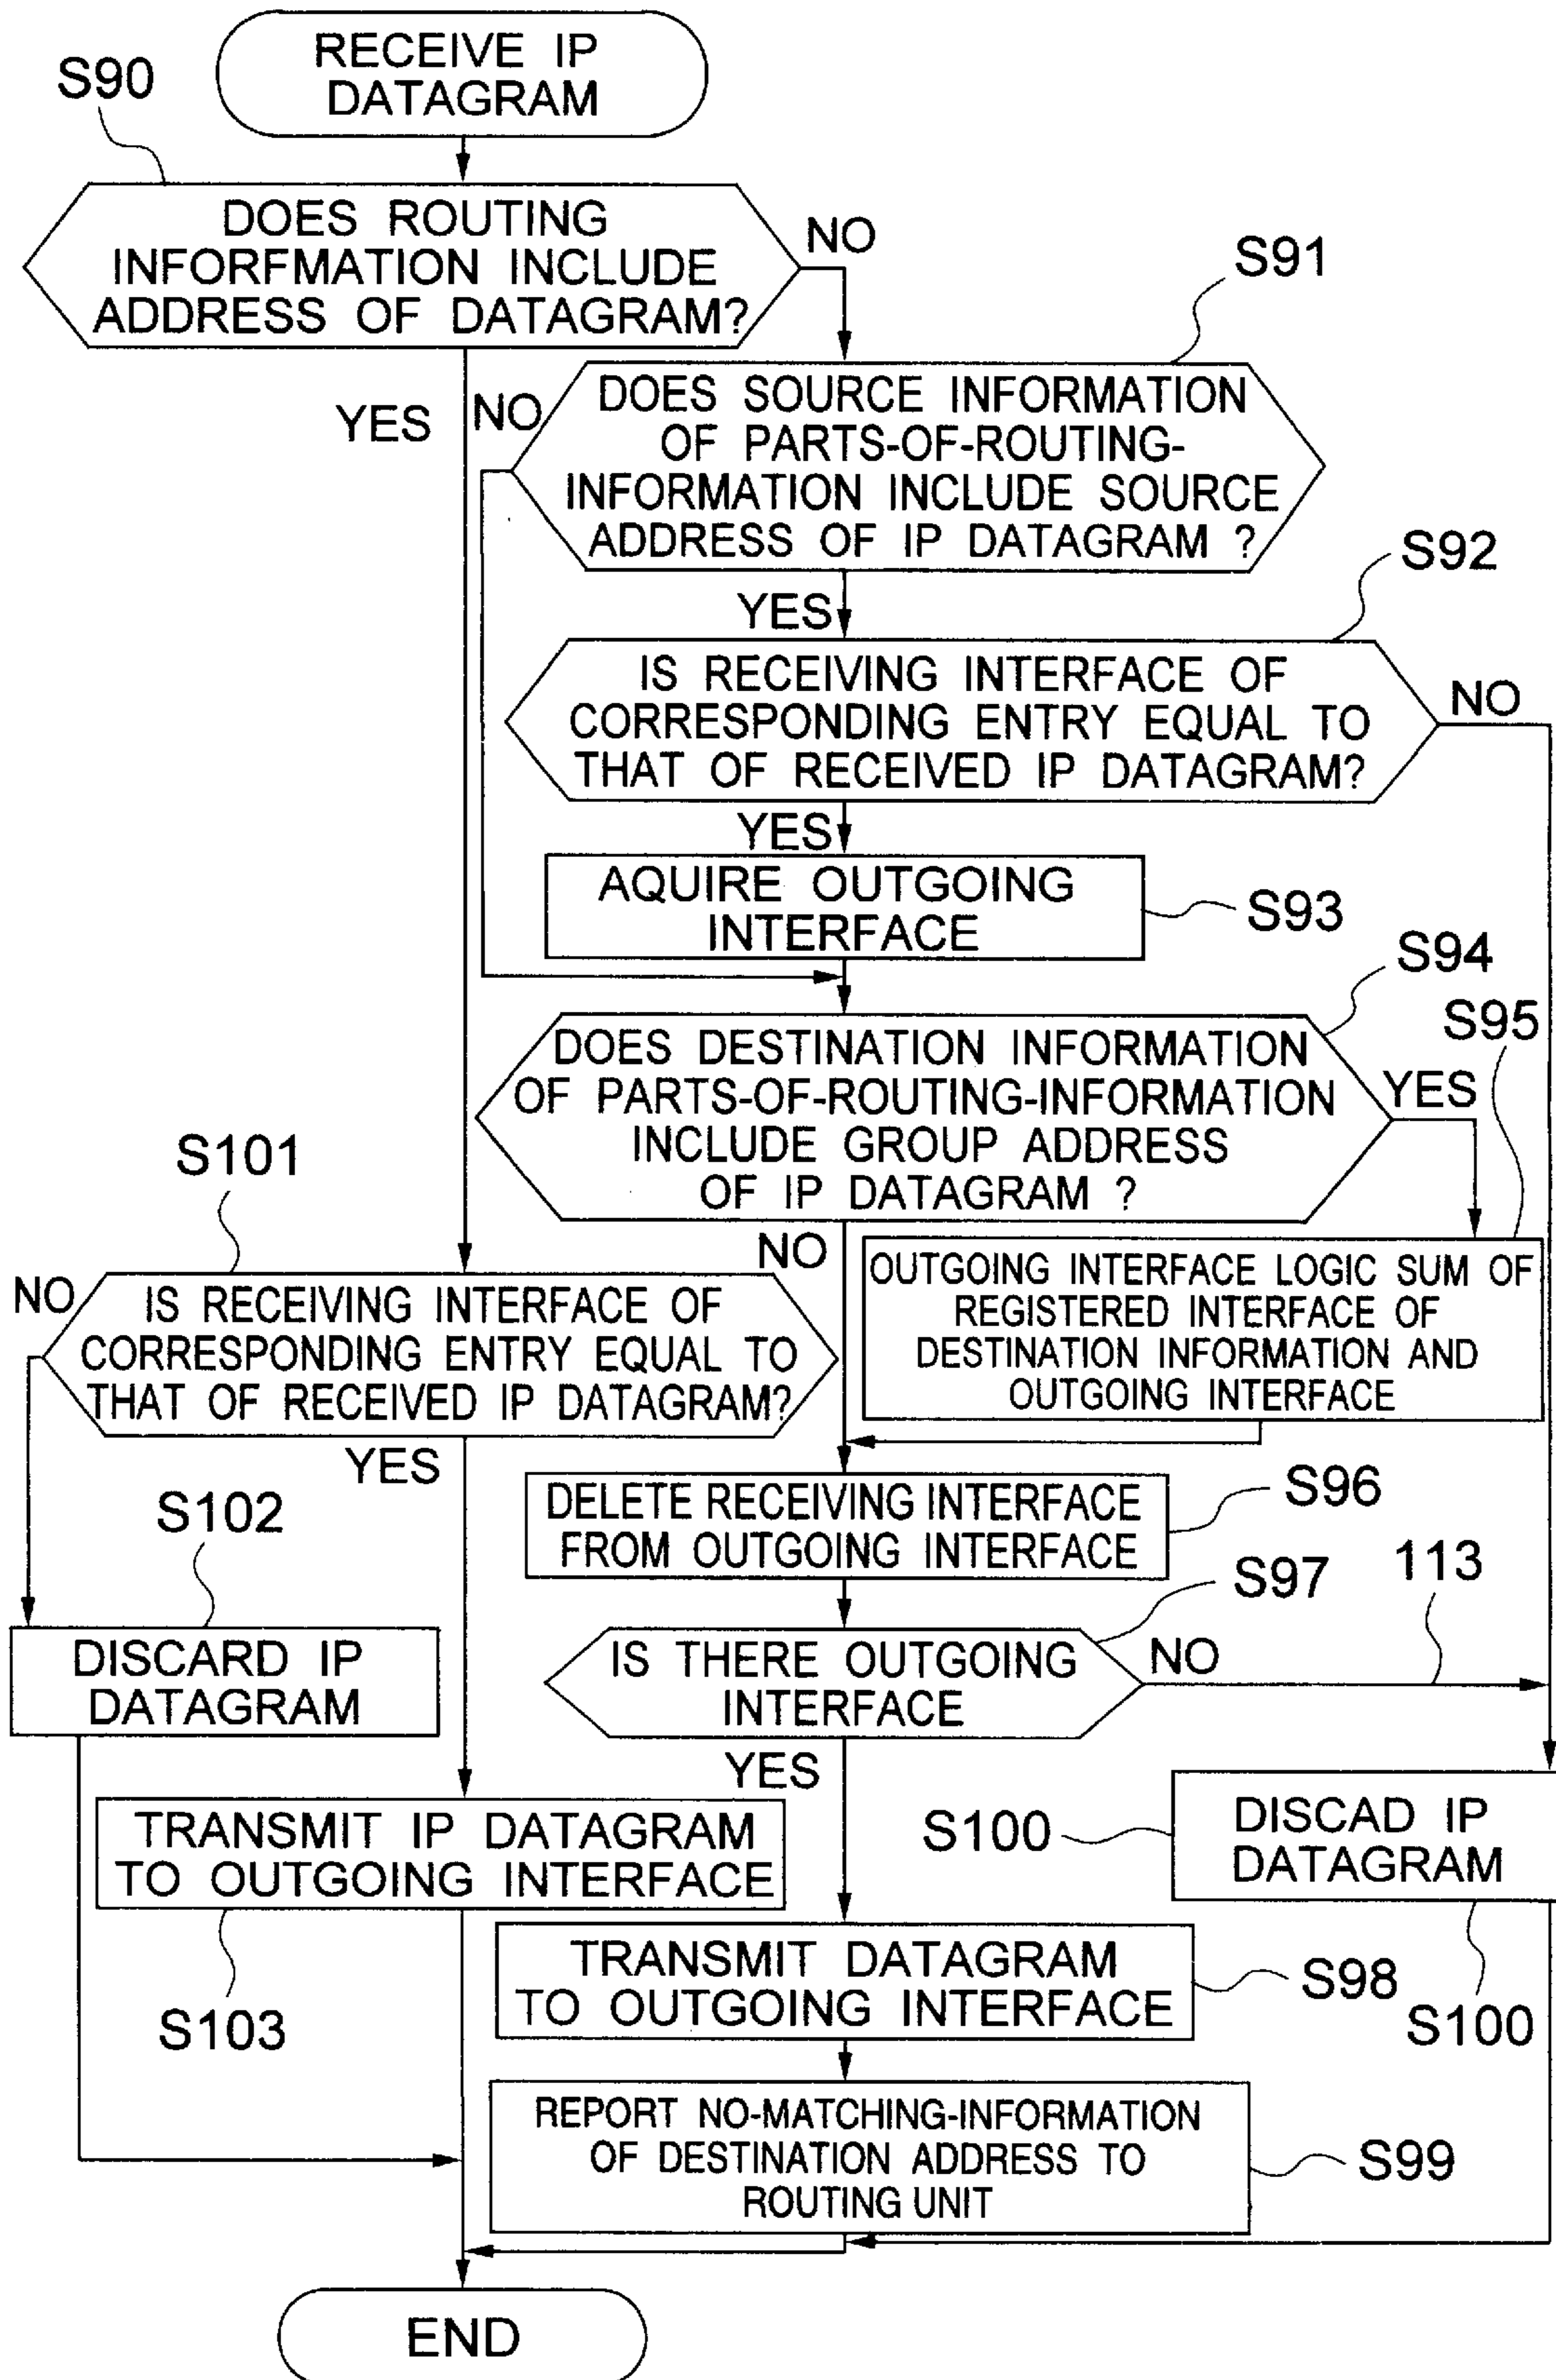 RECEIVE IP
DATAGRAM
S90
DOES ROUTING
INFORFMATION INCLUDE
ADDRESS OF DATAGRAM?
NO
YES
S91
NO
DOES SOURCE INFORMATION
OF PARTS-OF-ROUTING-
INFORMATION INCLUDE SOURCE
ADDRESS OF IP DATAGRAM ?
YES
S92
IS RECEIVING INTERFACE OF
CORRESPONDING ENTRY EQUAL TO
THAT OF RECEIVED IP DATAGRAM?
NO
YES
AQUIRE OUTGOING
INTERFACE
S93
S94
DOES DESTINATION INFORMATION
OF PARTS-OF-ROUTING-INFORMATION
INCLUDE GROUP ADDRESS
OF IP DATAGRAM ?
YES
S95
NO
OUTGOING INTERFACE LOGIC SUM OF
REGISTERED INTERFACE OF
DESTINATION INFORMATION AND
OUTGOING INTERFACE
S101
NO
IS RECEIVING INTERFACE OF
CORRESPONDING ENTRY EQUAL TO
THAT OF RECEIVED IP DATAGRAM?
YES
DELETE RECEIVING INTERFACE
FROM OUTGOING INTERFACE
S96
S102
DISCARD IP
DATAGRAM
S97
113
IS THERE OUTGOING
INTERFACE
NO
YES
TRANSMIT IP DATAGRAM
TO OUTGOING INTERFACE
S103
S100
DISCAD IP
DATAGRAM
S100
TRANSMIT DATAGRAM
TO OUTGOING INTERFACE
S98
REPORT NO-MATCHING-INFORMATION
OF DESTINATION ADDRESS TO
ROUTING UNIT
S99
END